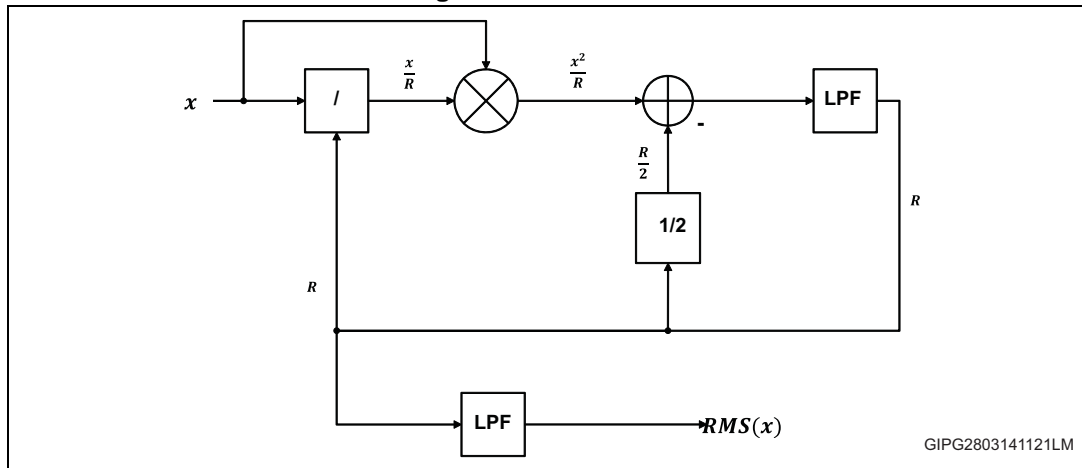 x
/
x/R
x²/R
-
LPF
R/2
1/2
R
R
LPF
RMS(x)
GIPG2803141121LM